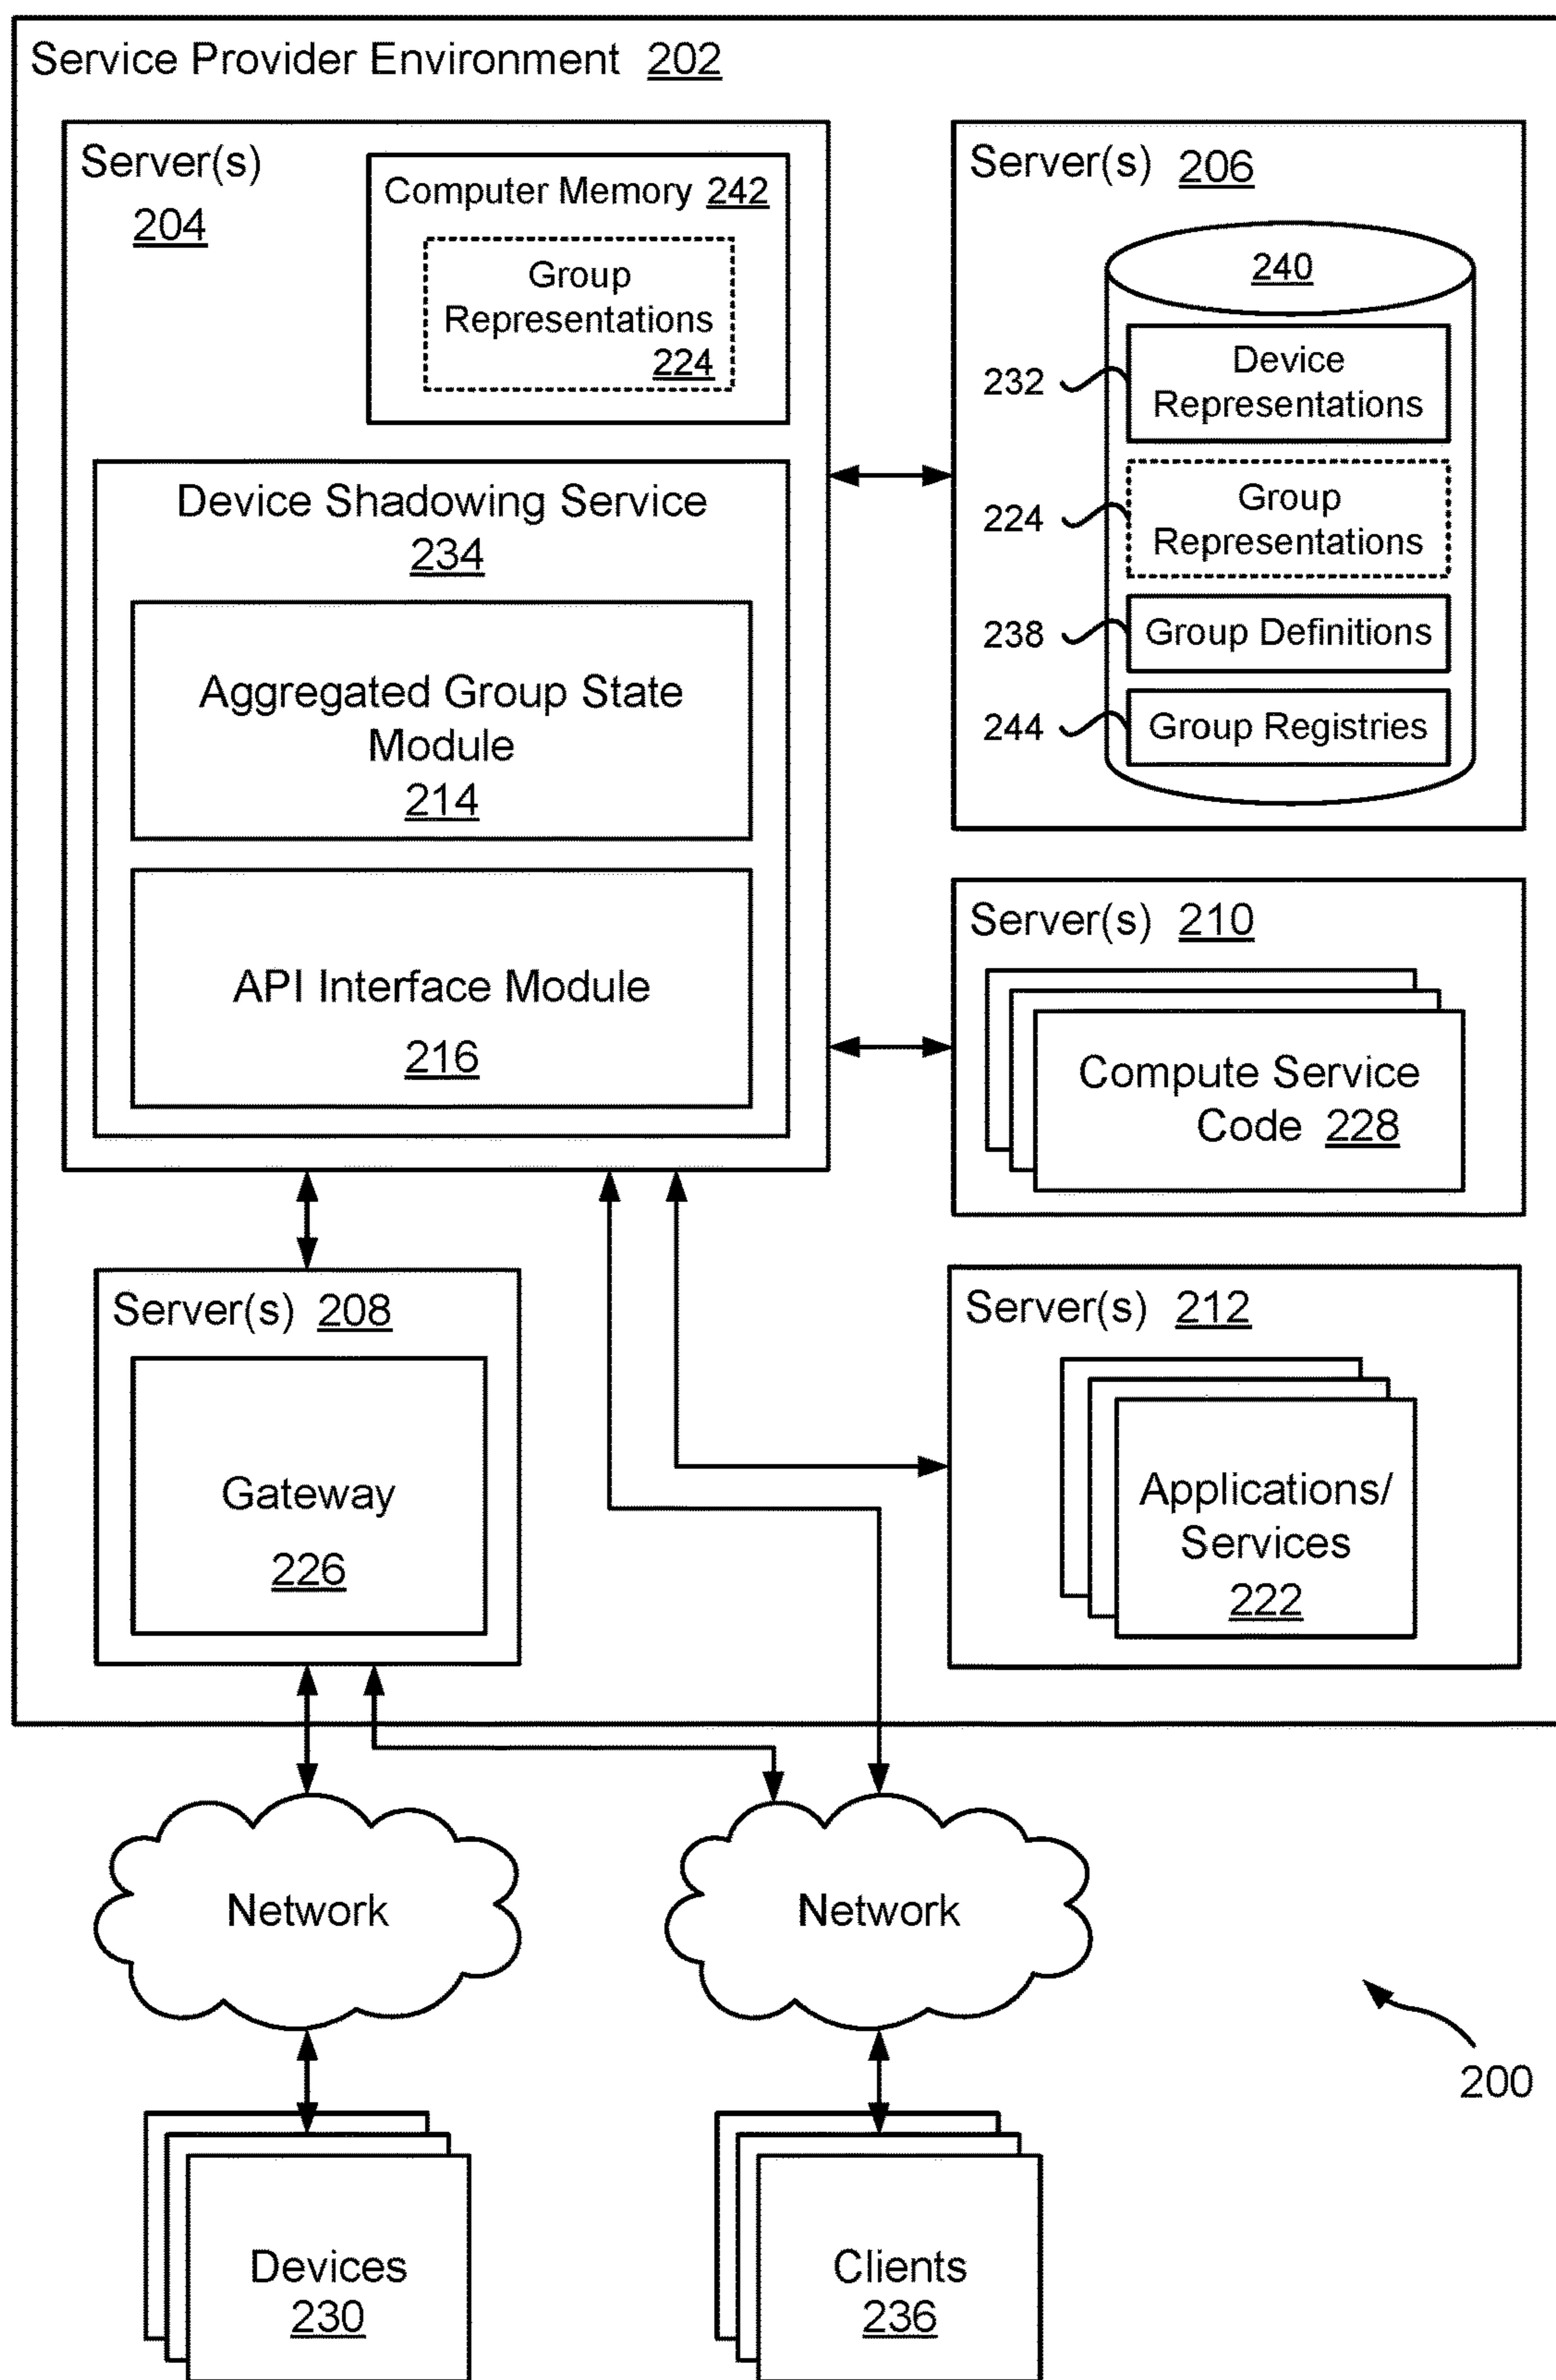 Service Provider Environment 202
Server(s)
204
Computer Memory 242
Group
Representations
224
Device Shadowing Service
234
Aggregated Group State
Module
214
API Interface Module
216
Server(s) 206
240
232
Device
Representations
224
Group
Representations
238
Group Definitions
244
Group Registries
Server(s) 210
Compute Service
Code 228
Server(s) 208
Gateway
226
Server(s) 212
Applications/
Services
222
Network
Network
200
Devices
230
Clients
236